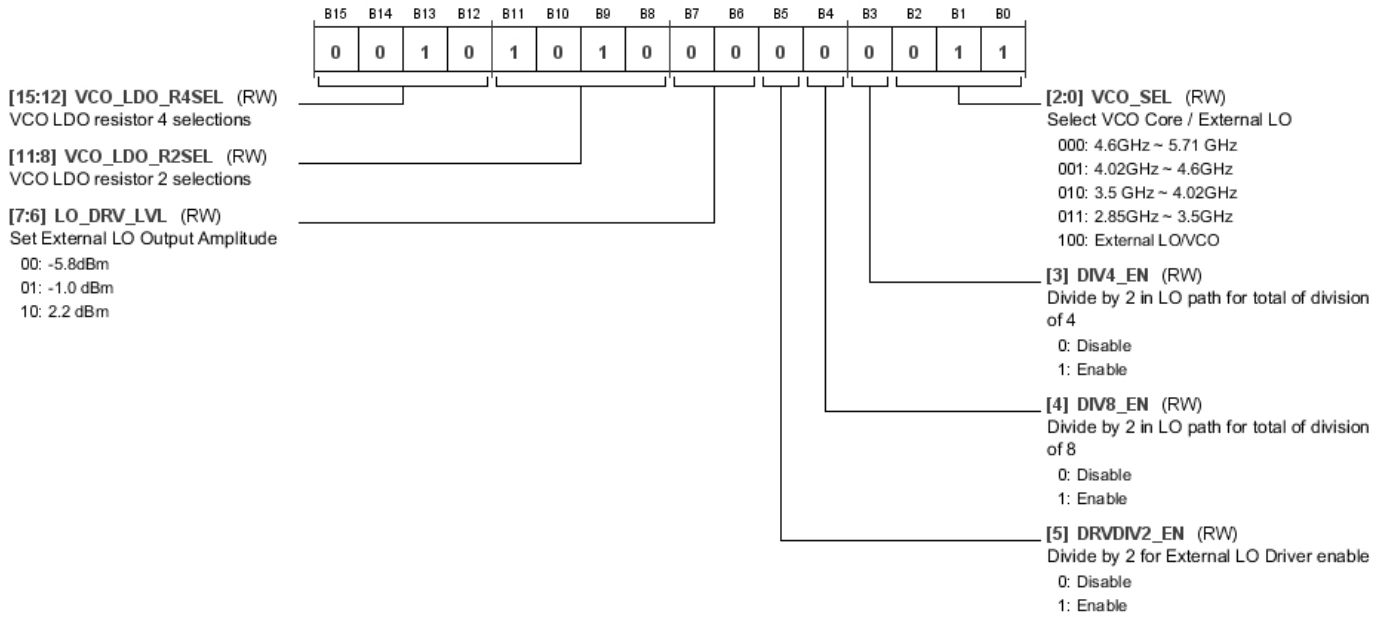 B15 B14 B13 B12 B11 B10 B9 B8 B7 B6 B5 B4 B3 B2 B1 B0
0 0 1 0 1 0 1 0 0 0 0 0 0 0 1 1
[15:12] VCO_LDO_R4SEL (RW)
VCO LDO resistor 4 selections
[11:8] VCO_LDO_R2SEL (RW)
VCO LDO resistor 2 selections
[7:6] LO_DRV_LVL (RW)
Set External LO Output Amplitude
00: -5.8dBm
01: -1.0 dBm
10: 2.2 dBm
[2:0] VCO_SEL (RW)
Select VCO Core / External LO
000: 4.6GHz ~ 5.71 GHz
001: 4.02GHz ~ 4.6GHz
010: 3.5 GHz ~ 4.02GHz
011: 2.85GHz ~ 3.5GHz
100: External LO/VCO
[3] DIV4_EN (RW)
Divide by 2 in LO path for total of division
of 4
0: Disable
1: Enable
[4] DIV8_EN (RW)
Divide by 2 in LO path for total of division
of 8
0: Disable
1: Enable
[5] DRVDIV2_EN (RW)
Divide by 2 for External LO Driver enable
0: Disable
1: Enable